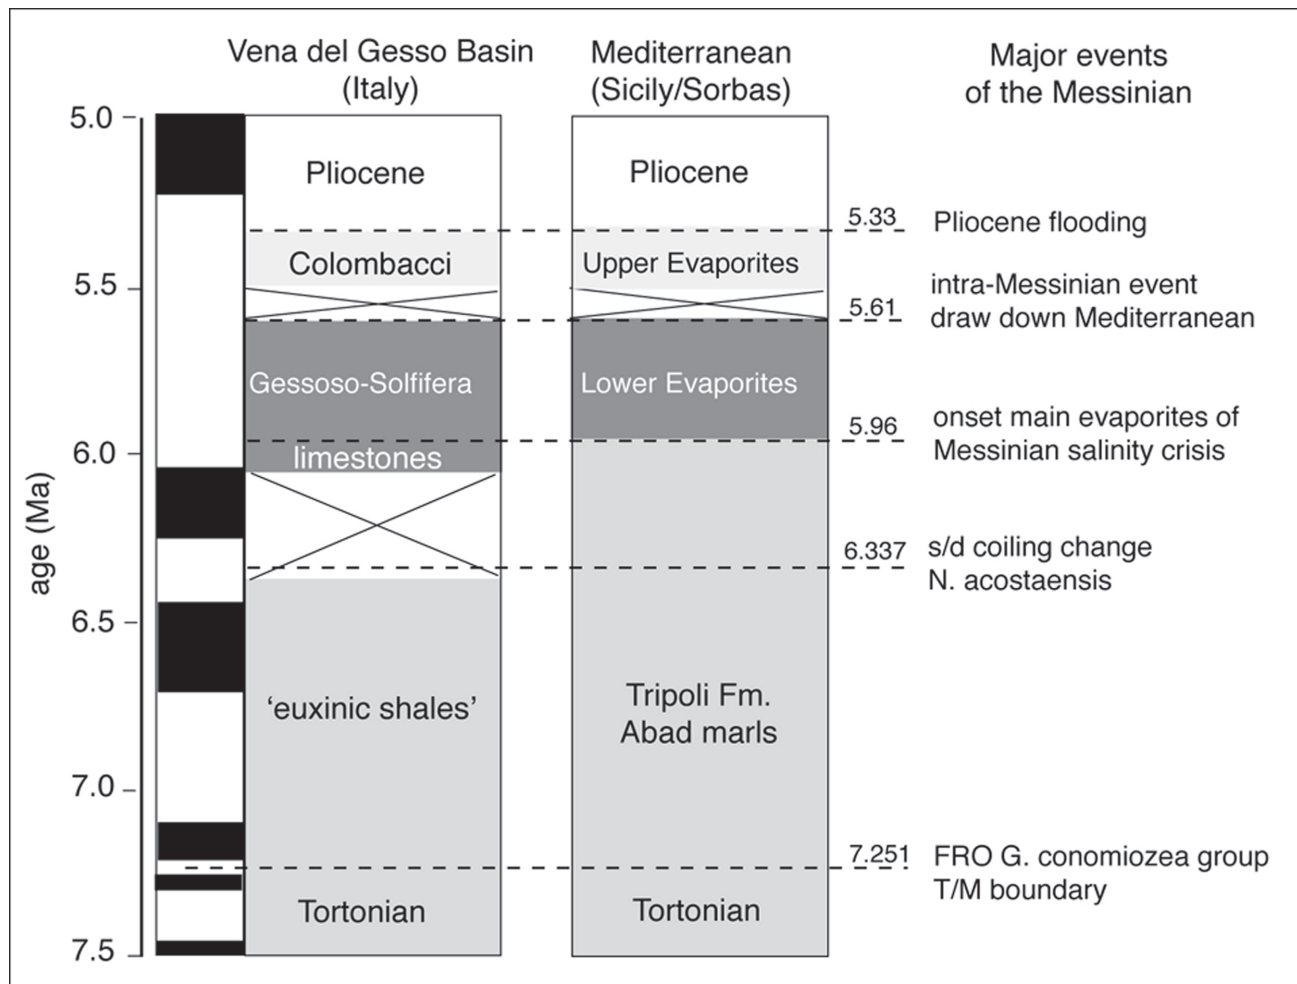 Vena del Gesso Basin
(Italy)
Mediterranean
(Sicily/Sorbas)
Major events
of the Messinian
age (Ma)
5.0
5.5
6.0
6.5
7.0
7.5
Pliocene
Colombacci
Gessoso-Solfifera
limestones
'euxinic shales'
Tortonian
Pliocene
Upper Evaporites
Lower Evaporites
Tripoli Fm.
Abad marls
Tortonian
5.33
Pliocene flooding
5.61
intra-Messinian event
draw down Mediterranean
5.96
onset main evaporites of
Messinian salinity crisis
6.337
s/d coiling change
N. acostaensis
7.251
FRO G. conomiozea group
T/M boundary